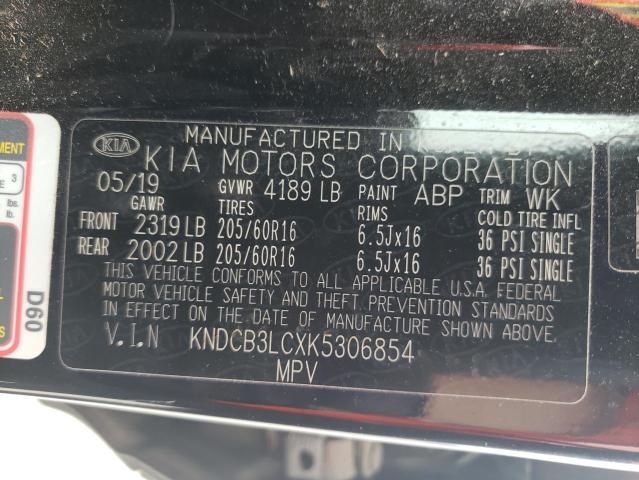 MANUFACTURED IN
KIA KIA MOTORS CORPORATION
05/19 GVWR 4189 LB PAINT ABP TRIM WK
GAWR TIRES RIMS COLD TIRE INFL
FRONT 2319 LB 205/60R16 6.5Jx16 36 PSI SINGLE
REAR 2002 LB 205/60R16 6.5Jx16 36 PSI SINGLE
THIS VEHICLE CONFORMS TO ALL APPLICABLE U.S.A. FEDERAL
MOTOR VEHICLE SAFETY AND THEFT PREVENTION STANDARDS
IN EFFECT ON THE DATE OF MANUFACTURE SHOWN ABOVE.
V.I.N KNDCB3LCXK5306854
MPV
3
lbs.
lb.
D60